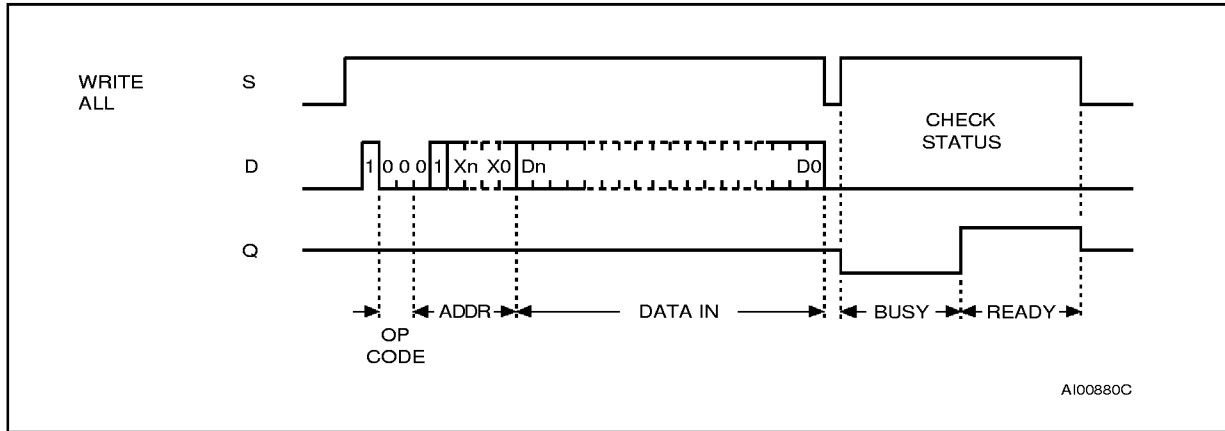 WRITE ALL
S
CHECK STATUS
D
1 0 0 0 1 Xn X0 Dn D0
Q
ADDR DATA IN BUSY READY
OP CODE
AI00880C